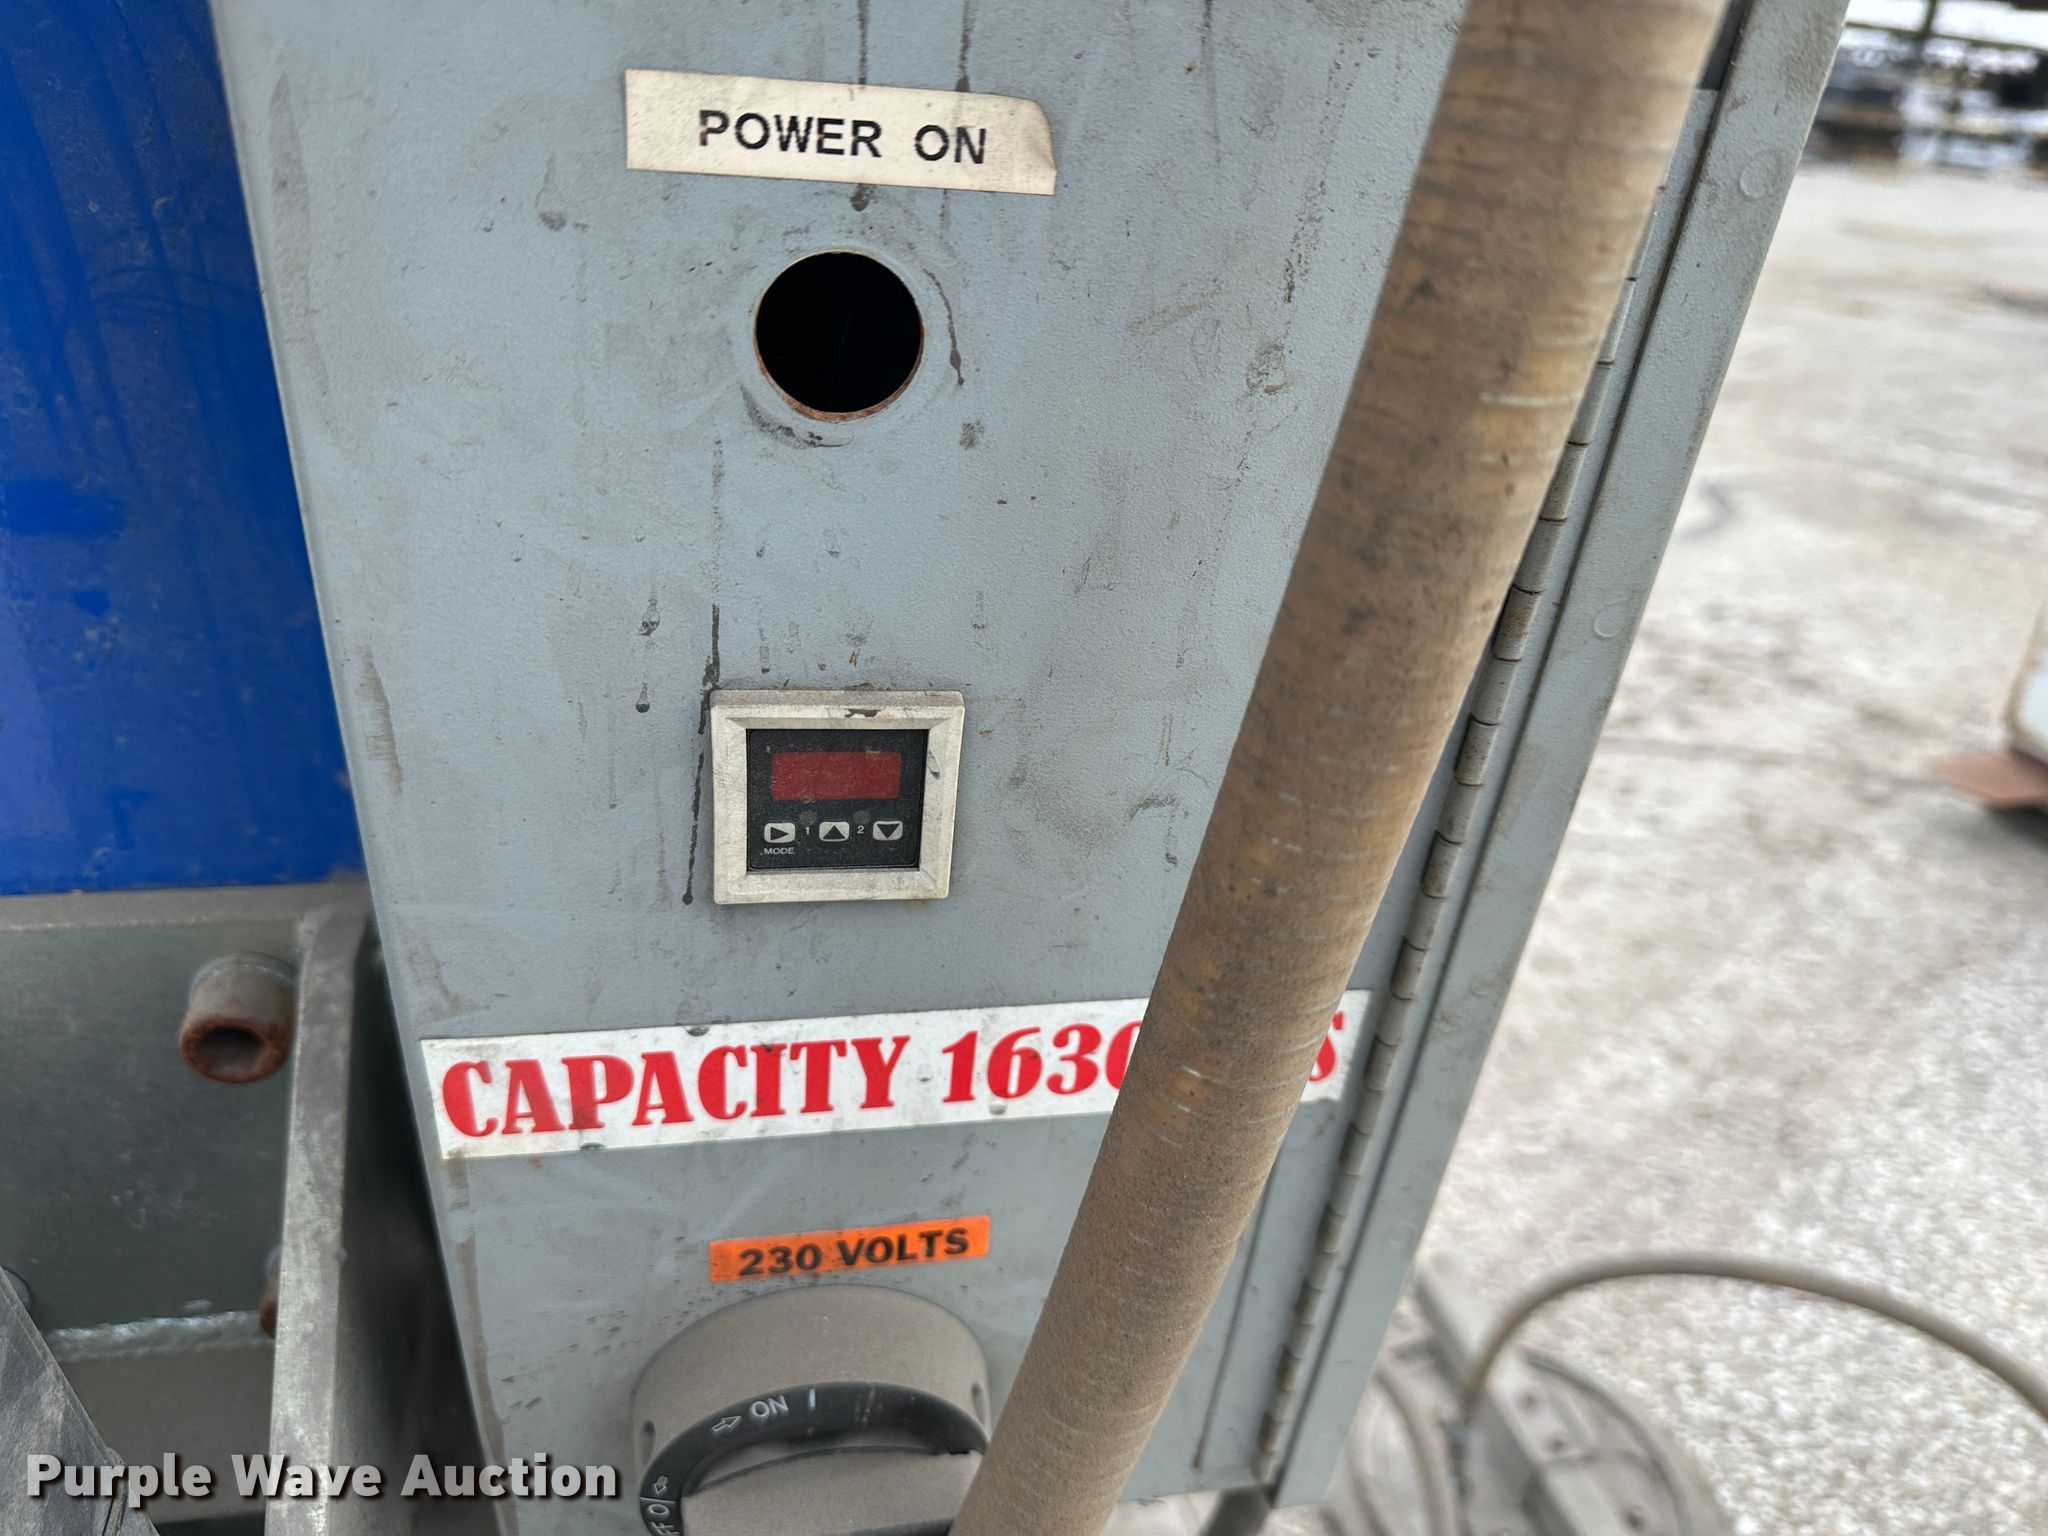 POWER ON
1 2
MODE
CAPACITY 1630
230 VOLTS
ON I
Purple Wave Auction